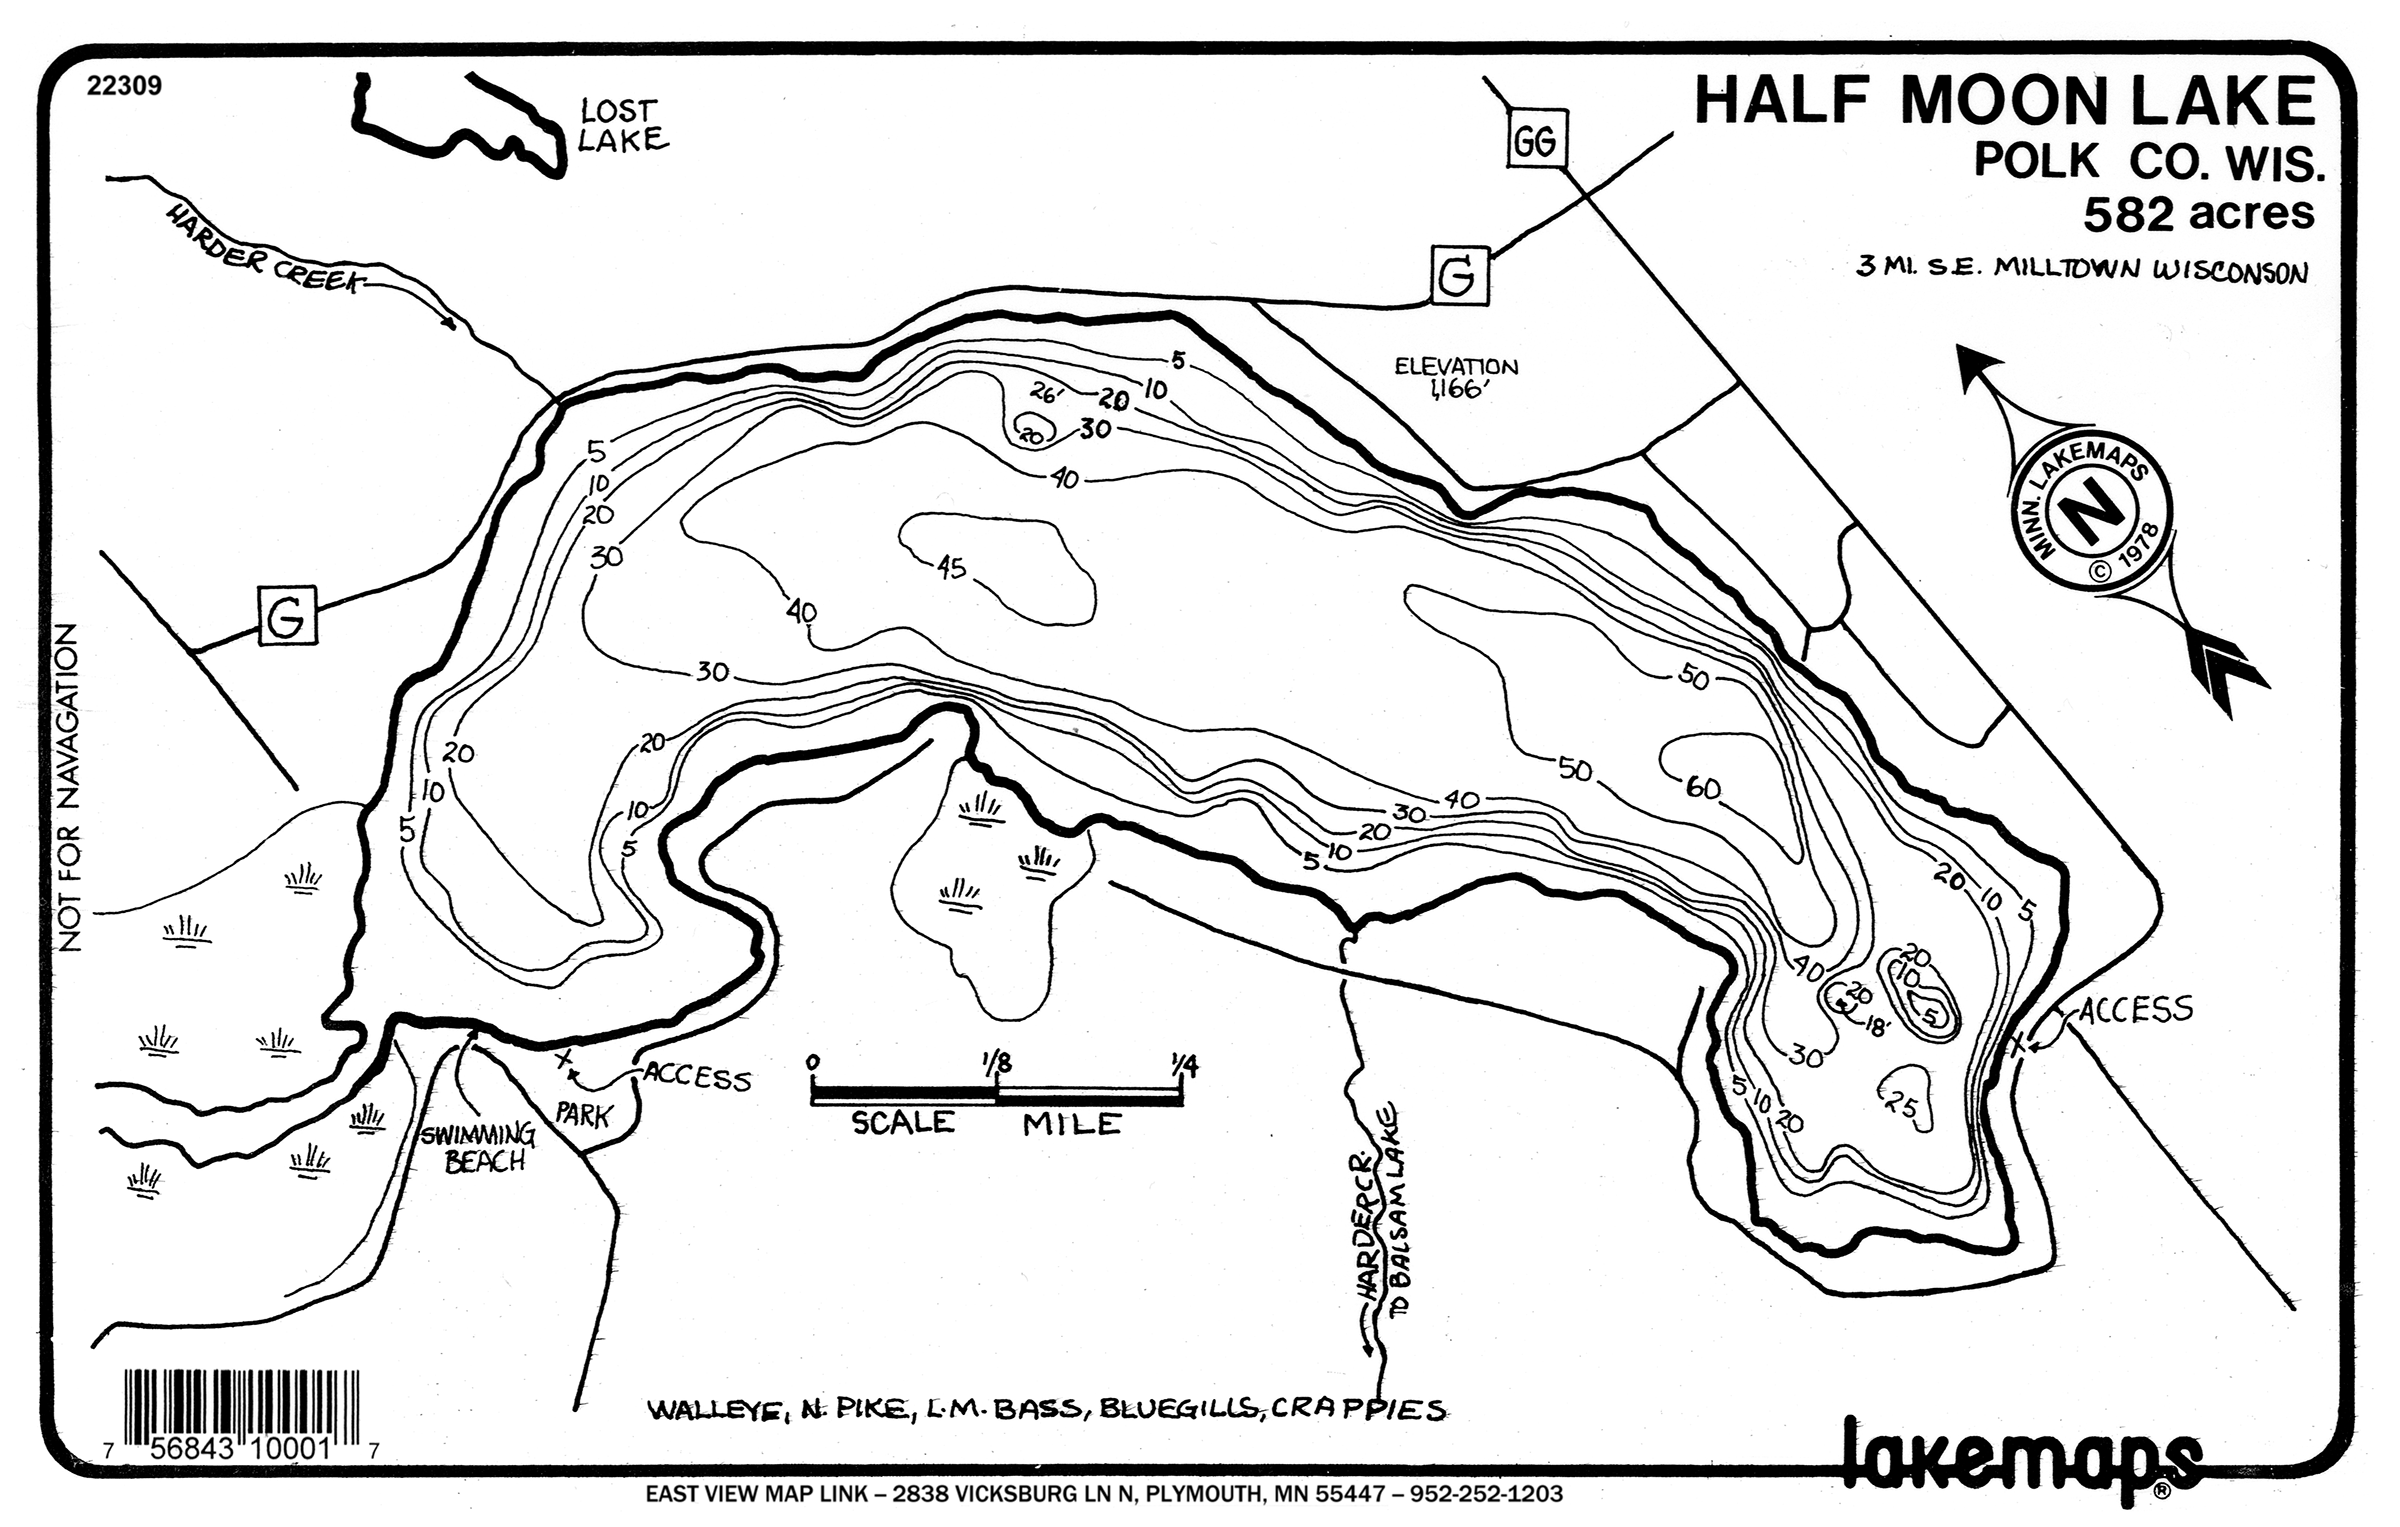 22309
LOST
LAKE
HALF MOON LAKE
POLK CO. WIS.
582 acres
3 MI. S.E. MILLTOWN WISCONSON
GG
G
HARDER CREEK
ELEVATION
1,166'
MINN. LAKEMAPS
N
© 1978
G
NOT FOR NAVAGATION
5
10
26'
20
20
30
5
10
20
30
40
45
40
30
50
50
60
20
20
10
10
5
5
40
30
20
10
5
20
10
5
40
20
10
5
20
18'
30
25
5
10
20
ACCESS
ACCESS
PARK
SWIMMING
BEACH
0 1/8 1/4
SCALE MILE
HARDER CR.
TO BALSAM LAKE
WALLEYE, N. PIKE, L.M. BASS, BLUEGILLS, CRAPPIES
7 56843 10001 7
lakemaps®
EAST VIEW MAP LINK – 2838 VICKSBURG LN N, PLYMOUTH, MN 55447 – 952-252-1203